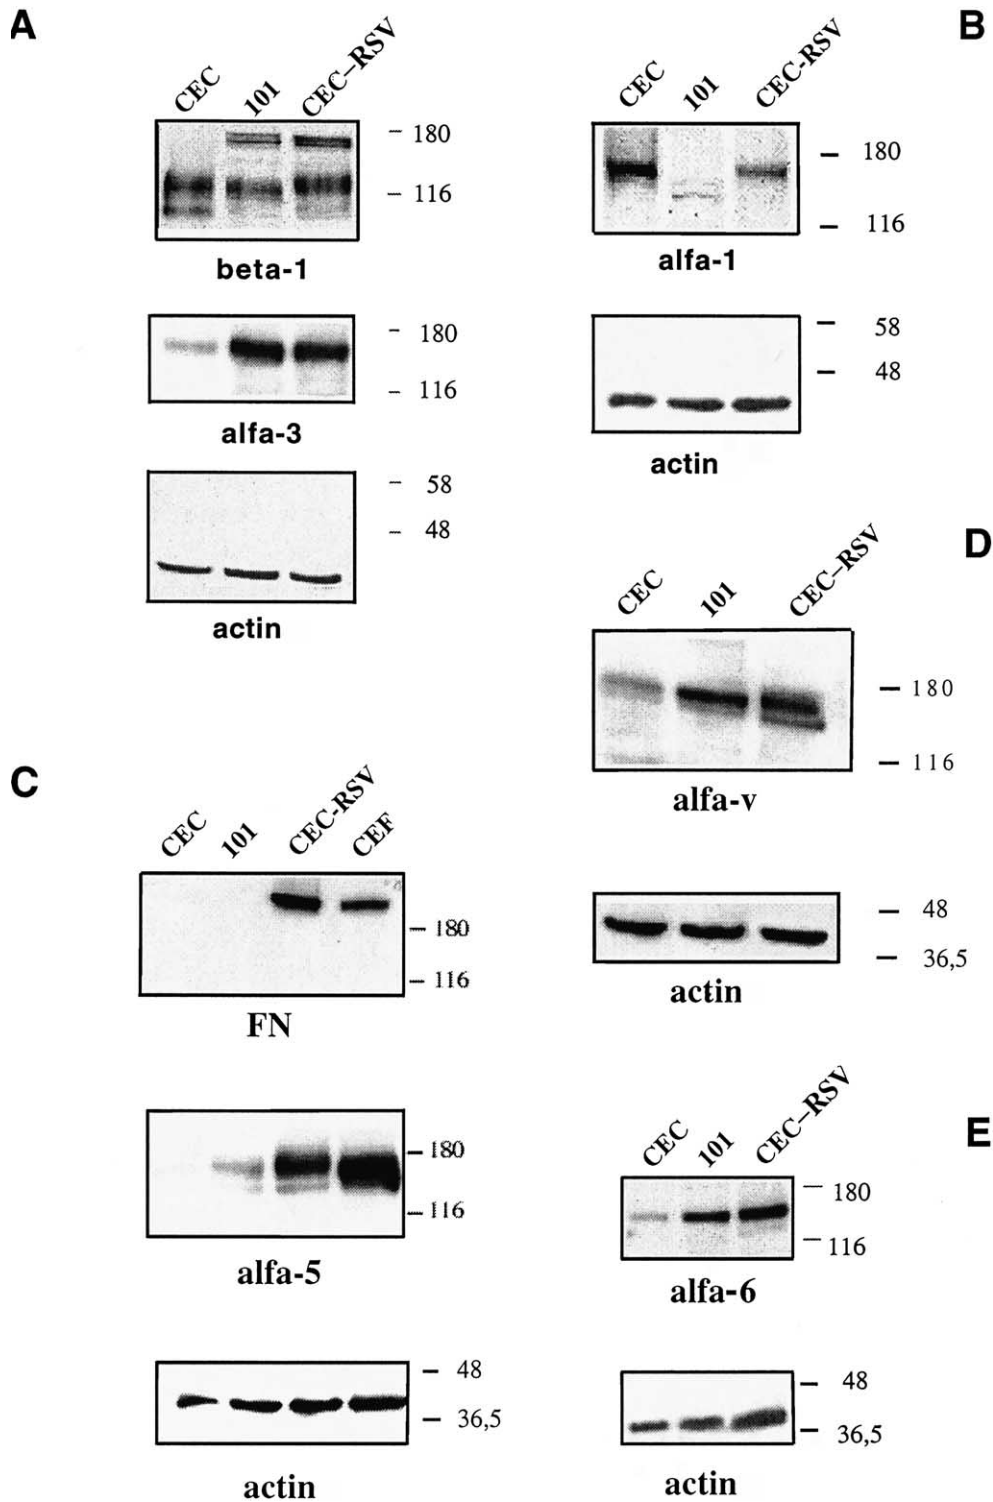 A
CEC 101 CEC-RSV
180
116
beta-1
180
116
alfa-3
58
48
actin
B
CEC 101 CEC-RSV
180
116
alfa-1
58
48
actin
C
CEC 101 CEC-RSV CEF
180
116
FN
180
116
alfa-5
48
36,5
actin
D
CEC 101 CEC-RSV
180
116
alfa-v
48
36,5
actin
E
CEC 101 CEC-RSV
180
116
alfa-6
48
36,5
actin